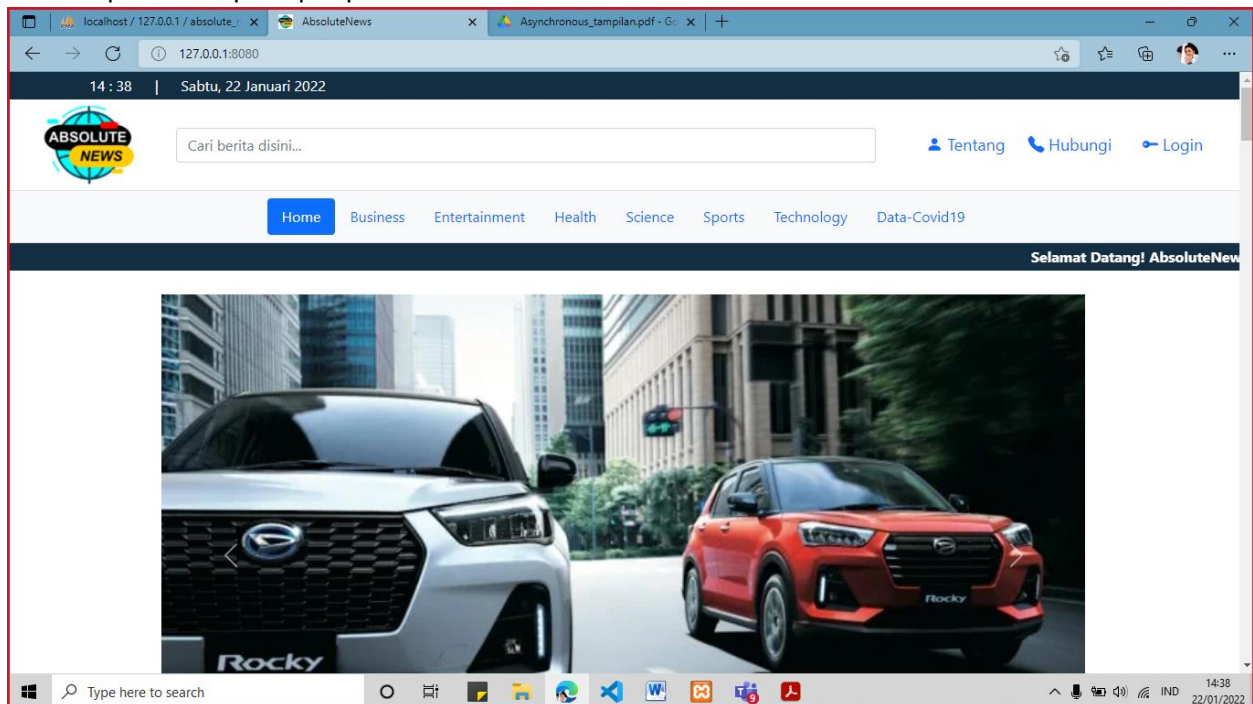 localhost / 127.0.0.1 / absolute_n
AbsoluteNews
Asynchronous_tampilan.pdf - Go
127.0.0.1:8080
14 : 38 | Sabtu, 22 Januari 2022
ABSOLUTE
NEWS
Cari berita disini...
Tentang Hubungi Login
Home Business Entertainment Health Science Sports Technology Data-Covid19
Selamat Datang! AbsoluteNew
Rocky
Rocky
Type here to search
9
IND
14:38
22/01/2022